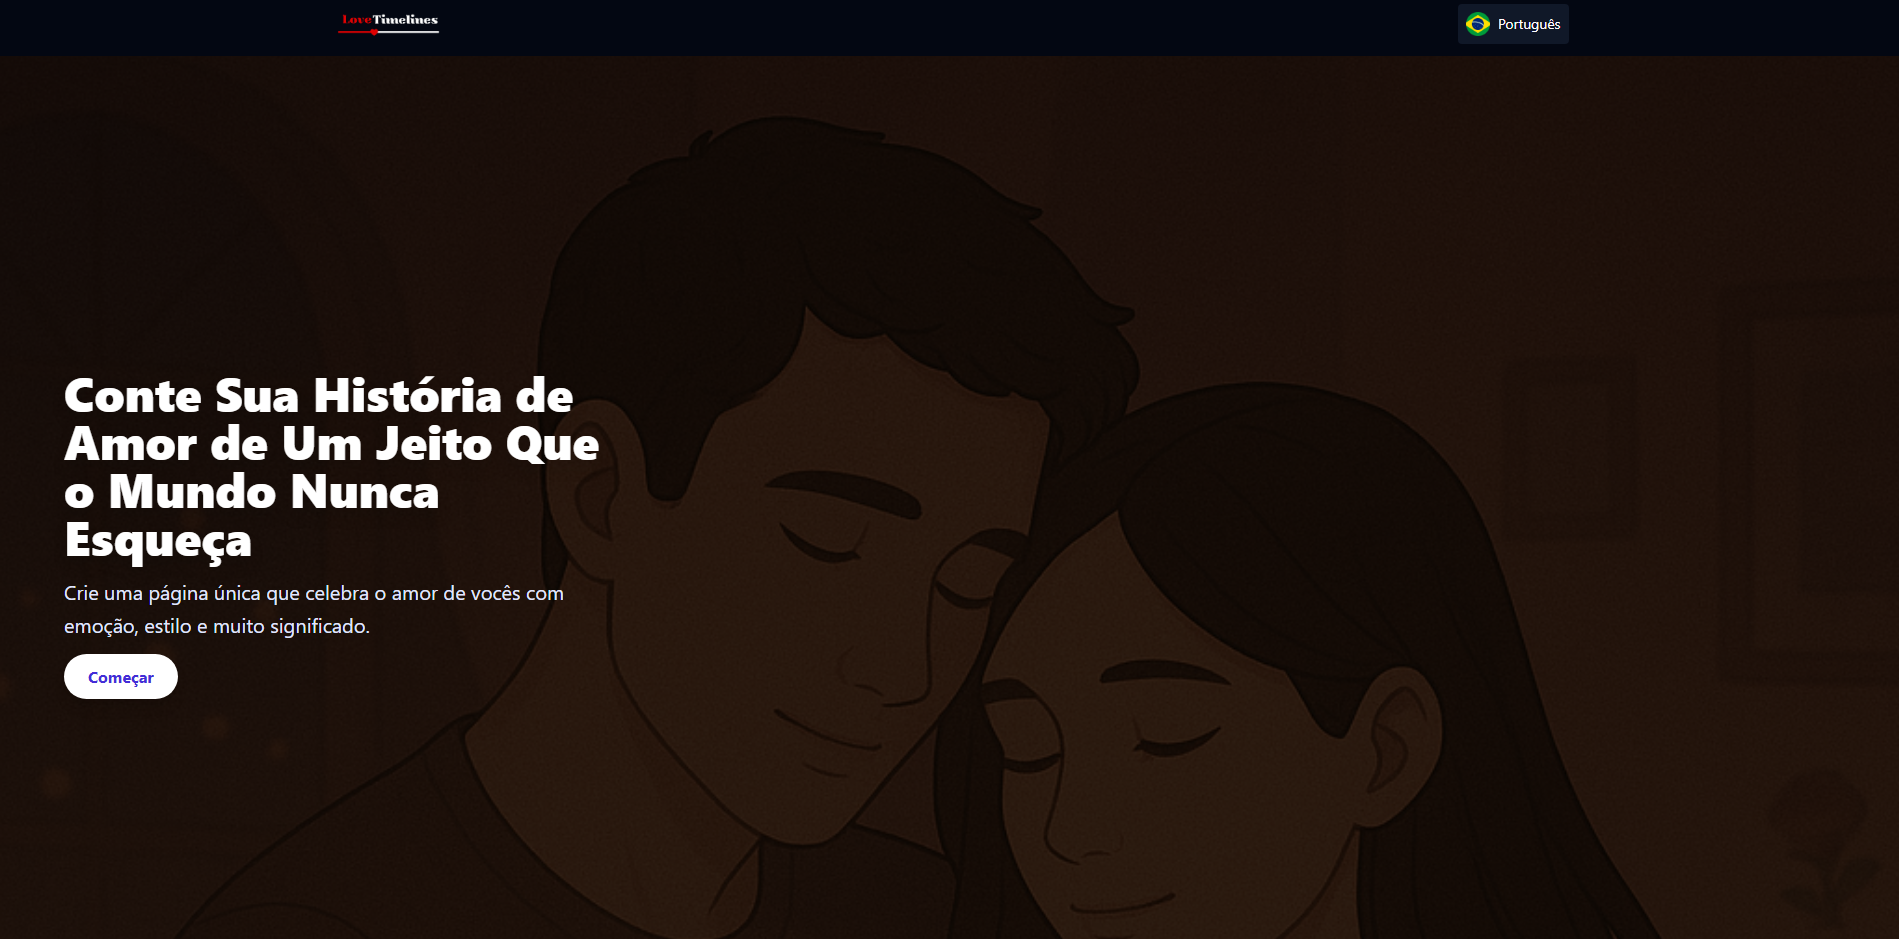 LoveTimelines
Português
Conte Sua História de
Amor de Um Jeito Que
o Mundo Nunca
Esqueça
Crie uma página única que celebra o amor de vocês com
emoção, estilo e muito significado.
Começar